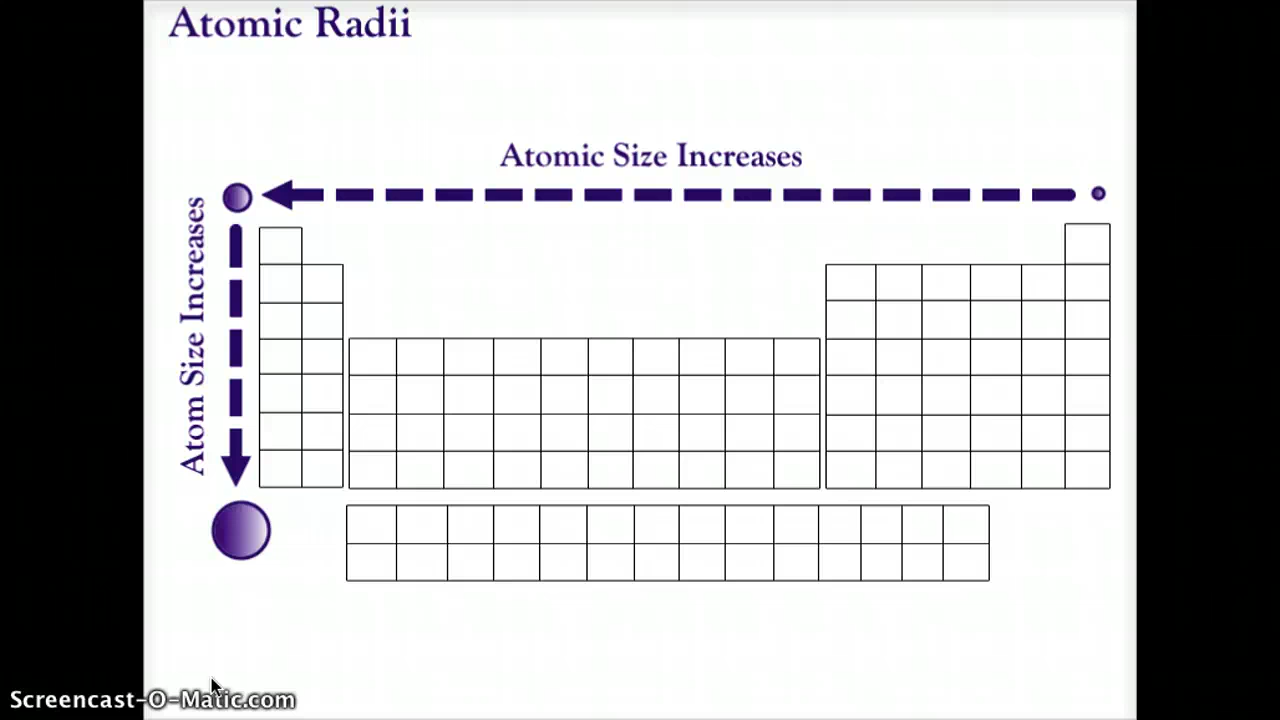 Atomic Radii
Atomic Size Increases
Atom Size Increases
Screencast-O-Matic.com